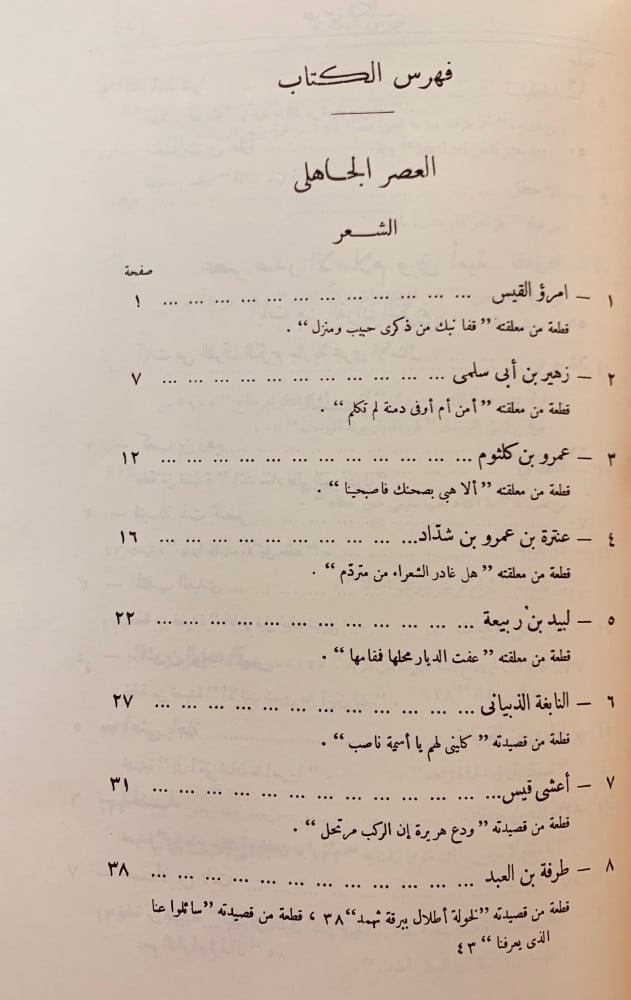 فهرس الكتاب
العصر الجاهلى
الشعر
صفحة
١ – امرؤ القيس ... ... ... ... ... ... ... ... ... ... ... ... ١
قطعة من معلقته ” قفا نبك من ذكرى حبيب ومنزل “ .
٢ – زهير بن أبى سلمى ... ... ... ... ... ... ... ... ... ... ... ٧
قطعة من معلقته ” أمن أم أوفى دمنة لم تكلم “ .
٣ – عمرو بن كلثوم ... ... ... ... ... ... ... ... ... ... ... ... ١٢
قطعة من معلقته ” ألا هبى بصحنك فاصبحينا “ .
٤ – عنترة بن عمرو بن شدّاد... ... ... ... ... ... ... ... ... ... ١٦
قطعة من معلقته ” هل غادر الشعراء من متردّم “ .
٥ – لبيد بن ربيعة ... ... ... ... ... ... ... ... ... ... ... ... ٢٢
قطعة من معلقته ” عفت الديار محلها فمقامها “ .
٦ – النابغة الذبيانى ... ... ... ... ... ... ... ... ... ... ... ٢٧
قطعة من قصيدته ” كلينى لهم يا أميمة ناصب “ .
٧ – أعشى قيس... ... ... ... ... ... ... ... ... ... ... ... ... ٣١
قطعة من قصيدته ” ودع هريرة إن الركب مرتحل “ .
٨ – طرفة بن العبد ... ... ... ... ... ... ... ... ... ... ... ... ٣٨
قطعة من قصيدته ”لخولة أطلال ببرقة ثهمد“ ٣٨ ، قطعة من قصيدته ”سائلوا عنا
الذى يعرفنا “ ٤٣